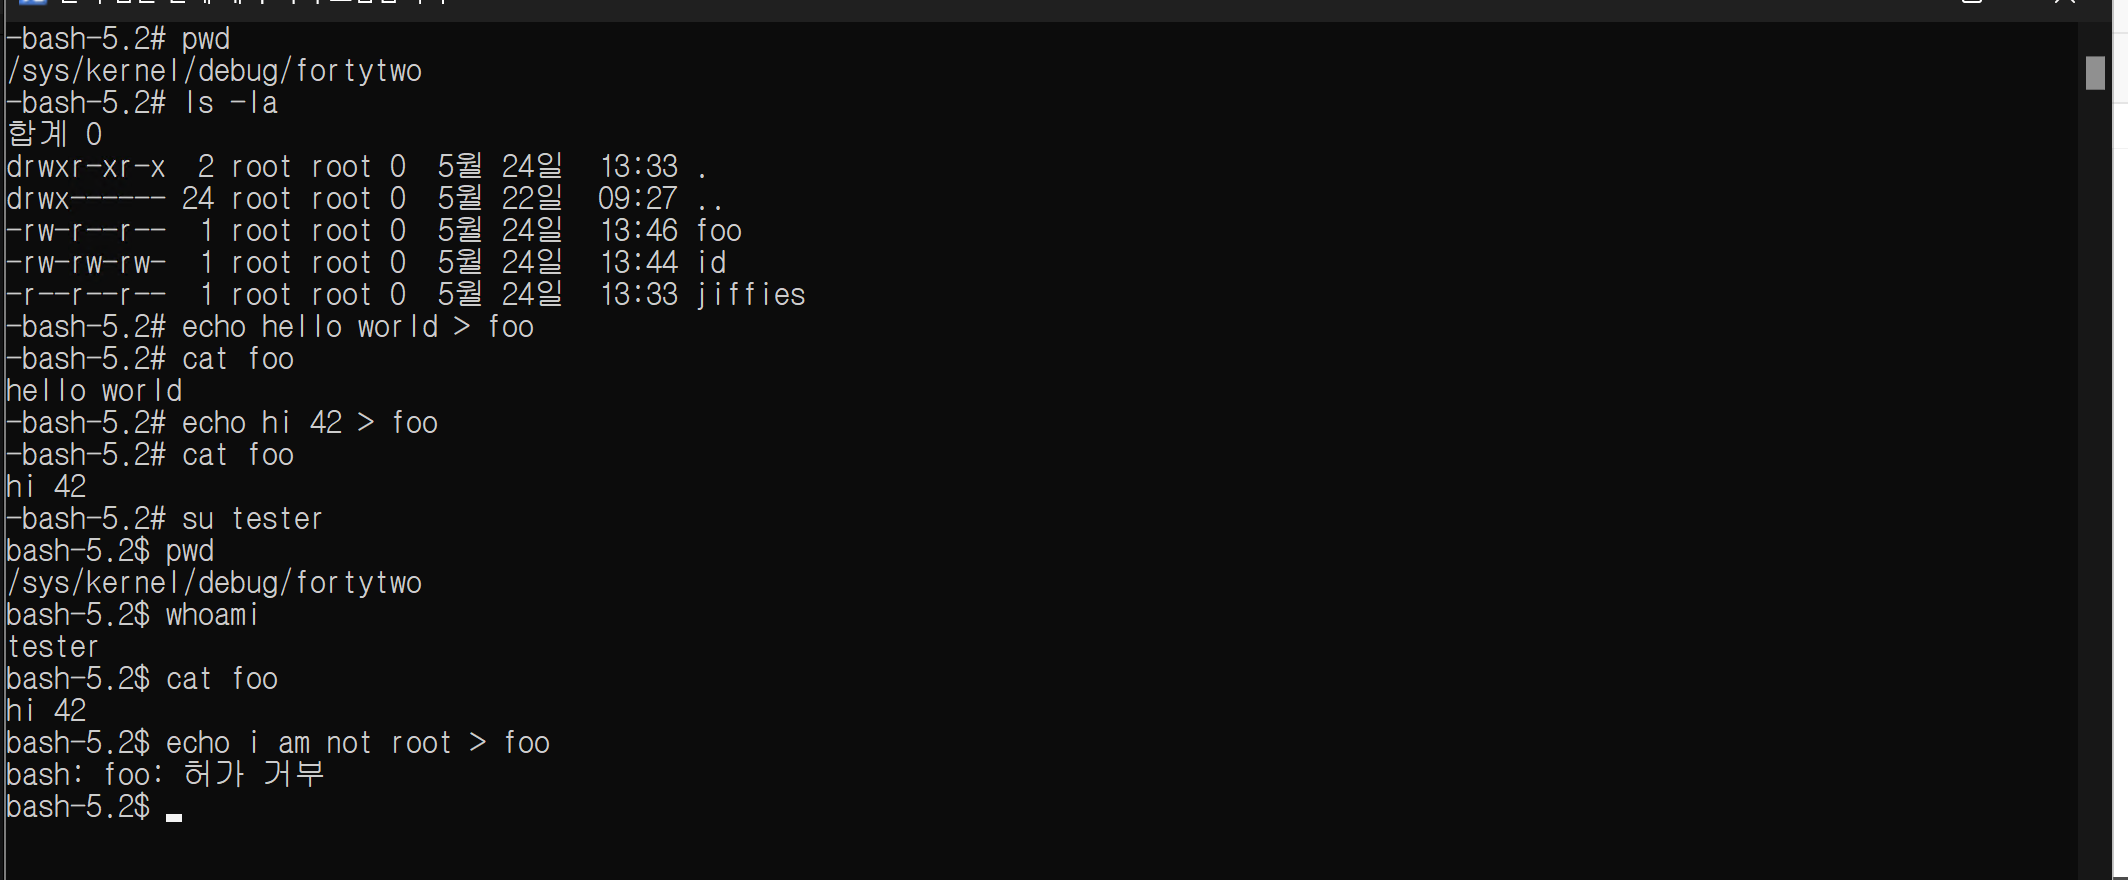 -bash-5.2# pwd
/sys/kernel/debug/fortytwo
-bash-5.2# ls -la
합계 0
drwxr-xr-x  2 root root 0  5월 24일  13:33 .
drwx------ 24 root root 0  5월 22일  09:27 ..
-rw-r--r--  1 root root 0  5월 24일  13:46 foo
-rw-rw-rw-  1 root root 0  5월 24일  13:44 id
-r--r--r--  1 root root 0  5월 24일  13:33 jiffies
-bash-5.2# echo hello world > foo
-bash-5.2# cat foo
hello world
-bash-5.2# echo hi 42 > foo
-bash-5.2# cat foo
hi 42
-bash-5.2# su tester
bash-5.2$ pwd
/sys/kernel/debug/fortytwo
bash-5.2$ whoami
tester
bash-5.2$ cat foo
hi 42
bash-5.2$ echo i am not root > foo
bash: foo: 허가 거부
bash-5.2$